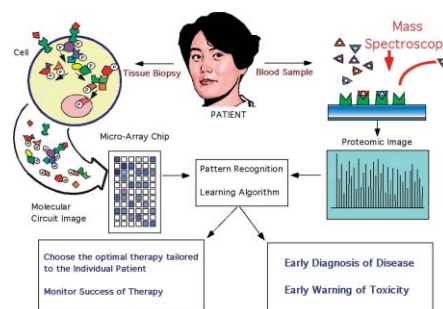 Mass
Spectroscopy
Cell
Tissue Biopsy
Blood Sample
PATIENT
Micro-Array Chip
Proteomic Image
Pattern Recognition
Learning Algorithm
Molecular
Circuit Image
Choose the optimal therapy tailored
to the Individual Patient
Monitor Success of Therapy
Early Diagnosis of Disease
Early Warning of Toxicity